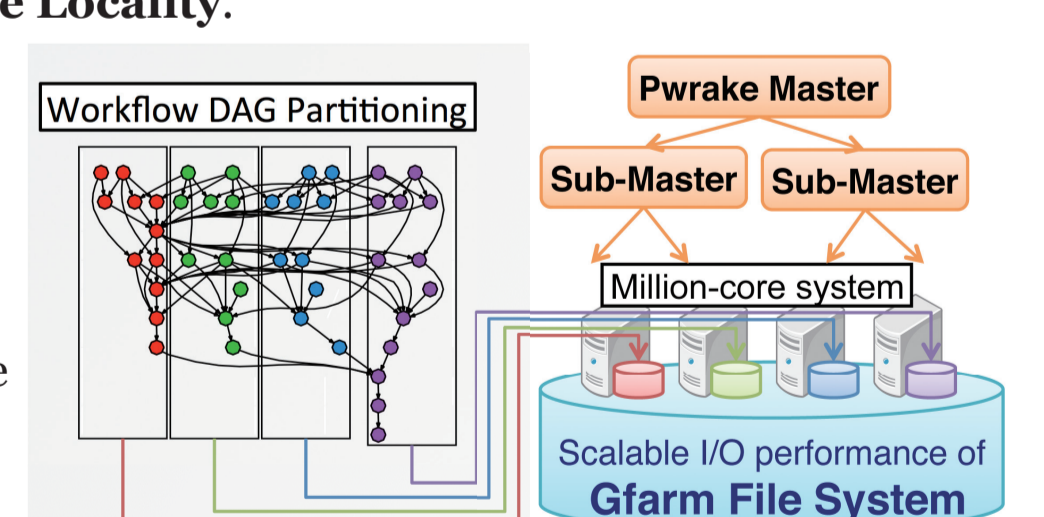 e Locality.
Workflow DAG Partitioning
Pwrake Master
Sub-Master
Sub-Master
Million-core system
e
Scalable I/O performance of
Gfarm File System